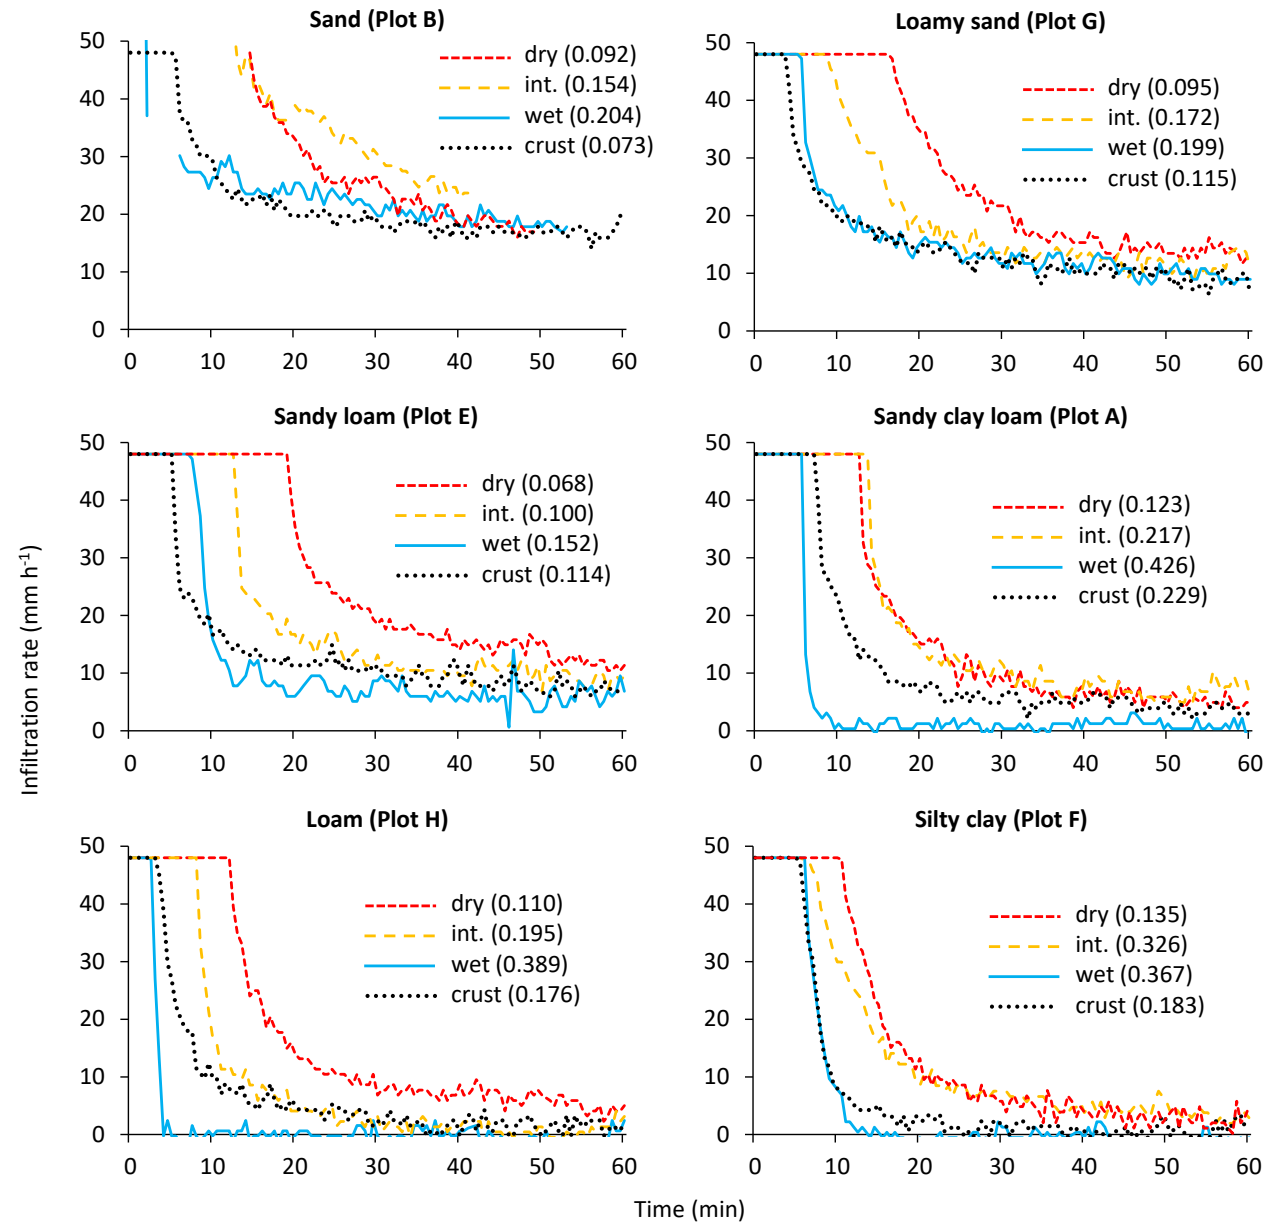 Sand (Plot B)
50
40
30
20
10
0
0 10 20 30 40 50 60
dry (0.092)
int. (0.154)
wet (0.204)
crust (0.073)
Loamy sand (Plot G)
50
40
30
20
10
0
0 10 20 30 40 50 60
dry (0.095)
int. (0.172)
wet (0.199)
crust (0.115)
Sandy loam (Plot E)
50
40
30
20
10
0
0 10 20 30 40 50 60
dry (0.068)
int. (0.100)
wet (0.152)
crust (0.114)
Sandy clay loam (Plot A)
50
40
30
20
10
0
0 10 20 30 40 50 60
dry (0.123)
int. (0.217)
wet (0.426)
crust (0.229)
Loam (Plot H)
50
40
30
20
10
0
0 10 20 30 40 50 60
dry (0.110)
int. (0.195)
wet (0.389)
crust (0.176)
Silty clay (Plot F)
50
40
30
20
10
0
0 10 20 30 40 50 60
dry (0.135)
int. (0.326)
wet (0.367)
crust (0.183)
Infiltration rate (mm h⁻¹)
Time (min)